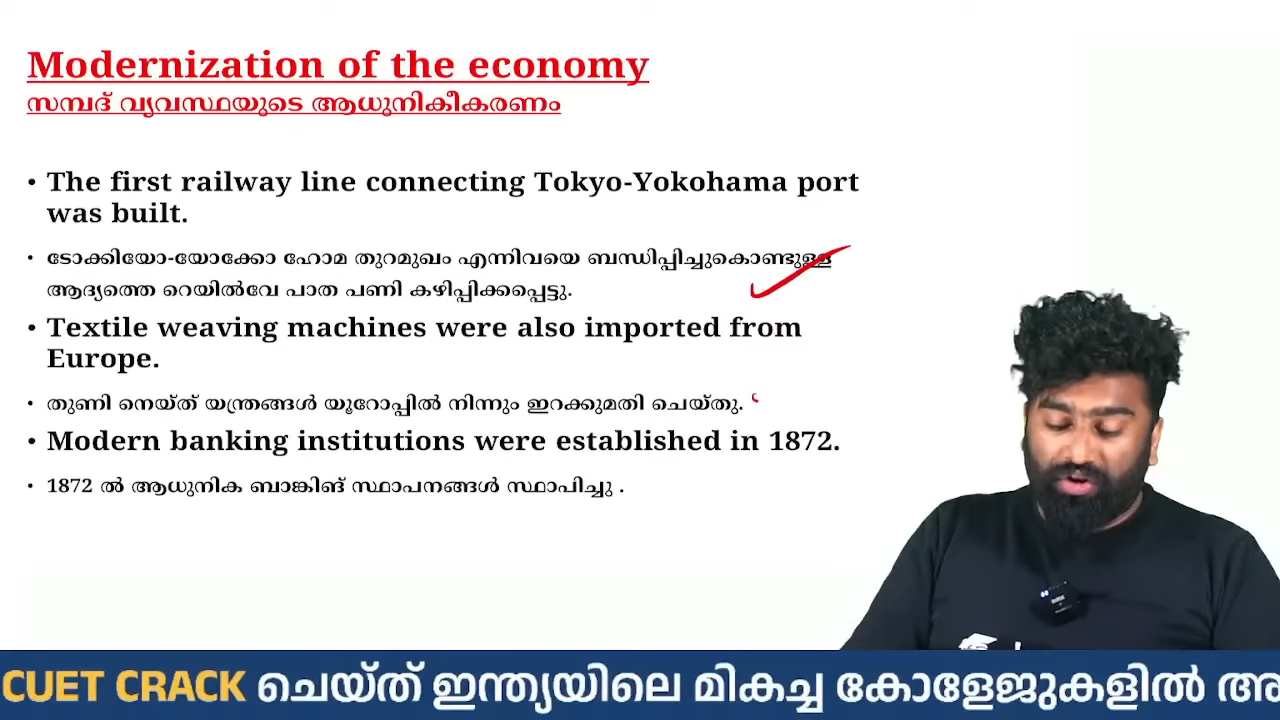 Modernization of the economy
സമ്പദ് വ്യവസ്ഥയുടെ ആധുനികീകരണം
• The first railway line connecting Tokyo-Yokohama port
was built.
• ടോക്കിയോ-യോക്കോ ഹോമ തുറമുഖം എന്നിവയെ ബന്ധിപ്പിച്ചുകൊണ്ടുള്ള
ആദ്യത്തെ റെയിൽവേ പാത പണി കഴിപ്പിക്കപ്പെട്ടു.
• Textile weaving machines were also imported from
Europe.
• തുണി നെയ്ത് യന്ത്രങ്ങൾ യൂറോപ്പിൽ നിന്നും ഇറക്കുമതി ചെയ്തു.
• Modern banking institutions were established in 1872.
• 1872 ൽ ആധുനിക ബാങ്കിങ് സ്ഥാപനങ്ങൾ സ്ഥാപിച്ചു .
CUET CRACK ചെയ്ത് ഇന്ത്യയിലെ മികച്ച കോളേജുകളിൽ അ